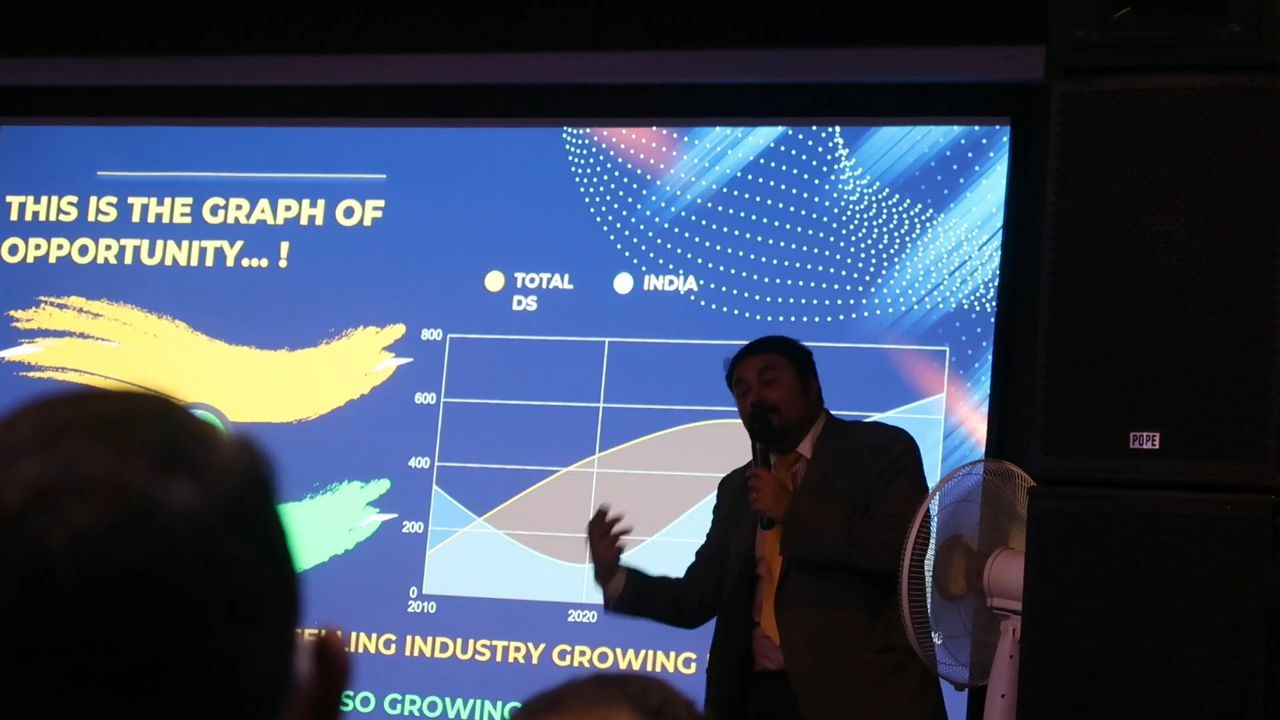 THIS IS THE GRAPH OF
OPPORTUNITY... !
TOTAL
DS
INDIA
800
600
400
200
0
2010
2020
SELLING INDUSTRY GROWING
SO GROWING
POPE